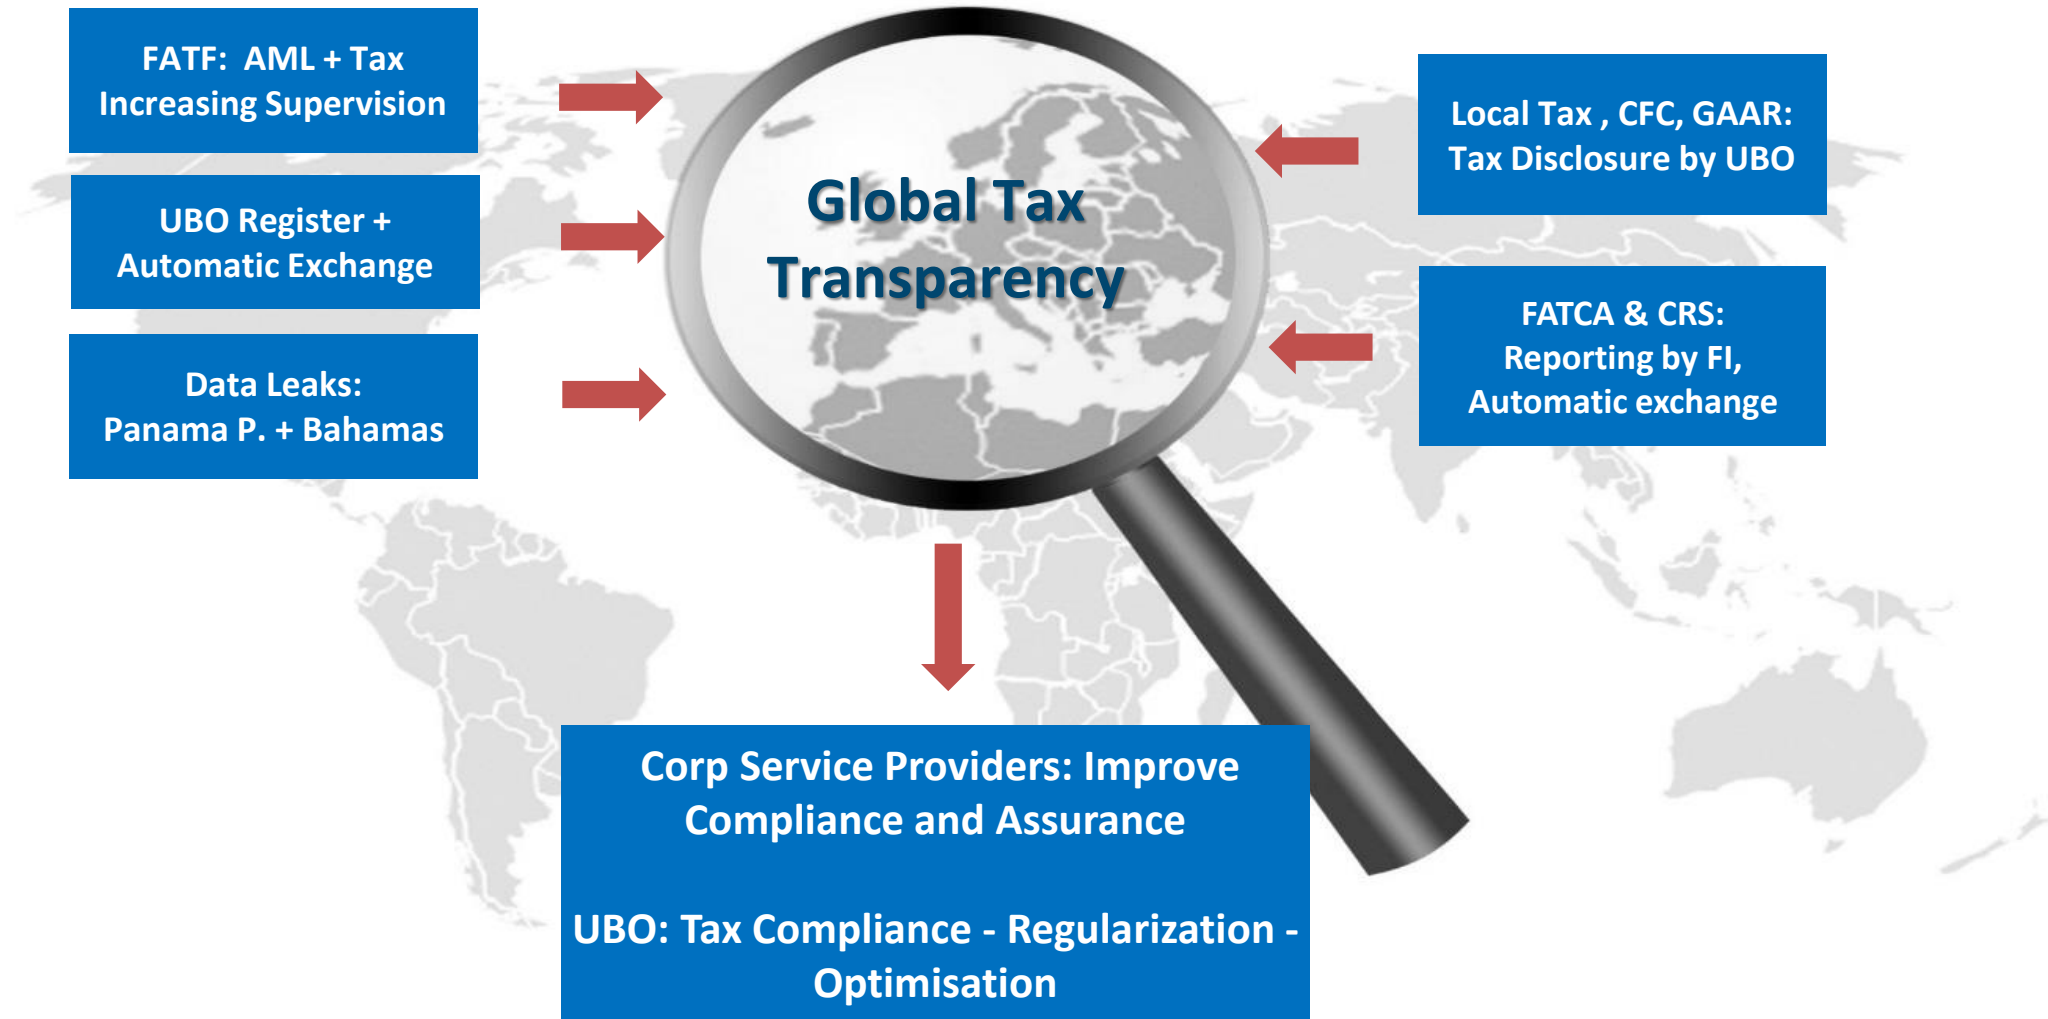 FATF:  AML + Tax
Increasing Supervision
UBO Register +
Automatic Exchange
Data Leaks:
Panama P. + Bahamas
Global Tax
Transparency
Local Tax , CFC, GAAR:
Tax Disclosure by UBO
FATCA & CRS:
Reporting by FI,
Automatic exchange
Corp Service Providers: Improve
Compliance and Assurance
UBO: Tax Compliance - Regularization -
Optimisation